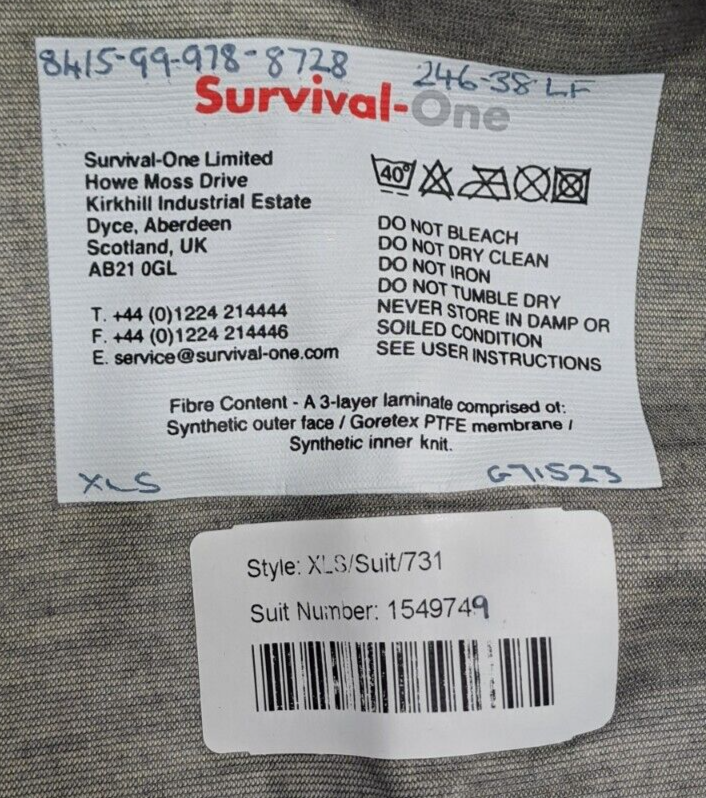 8415-99-978-8728
246-38 LF
Survival-One
Survival-One Limited
Howe Moss Drive
Kirkhill Industrial Estate
Dyce, Aberdeen
Scotland, UK
AB21 0GL
T. +44 (0)1224 214444
F. +44 (0)1224 214446
E. service@survival-one.com
40°
DO NOT BLEACH
DO NOT DRY CLEAN
DO NOT IRON
DO NOT TUMBLE DRY
NEVER STORE IN DAMP OR
SOILED CONDITION
SEE USER INSTRUCTIONS
Fibre Content - A 3-layer laminate comprised of:
Synthetic outer face / Goretex PTFE membrane /
Synthetic inner knit.
XLS
G71523
Style: XLS/Suit/731
Suit Number: 1549749